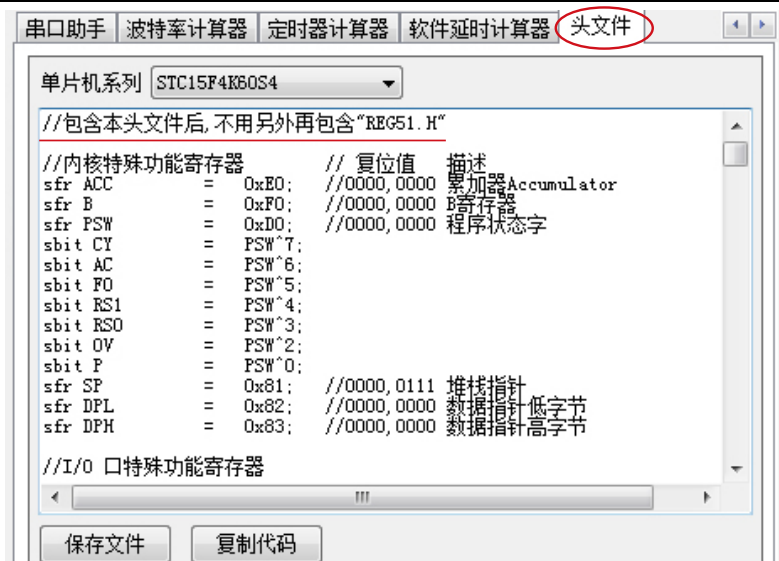 串口助手 波特率计算器 定时器计算器 软件延时计算器 头文件
单片机系列 STC15F4K60S4
//包含本头文件后,不用另外再包含"REG51.H"
//内核特殊功能寄存器 // 复位值 描述
sfr ACC = 0xE0; //0000,0000 累加器Accumulator
sfr B = 0xF0; //0000,0000 B寄存器
sfr PSW = 0xD0; //0000,0000 程序状态字
sbit CY = PSW^7;
sbit AC = PSW^6;
sbit F0 = PSW^5;
sbit RS1 = PSW^4;
sbit RS0 = PSW^3;
sbit OV = PSW^2;
sbit P = PSW^0;
sfr SP = 0x81; //0000,0111 堆栈指针
sfr DPL = 0x82; //0000,0000 数据指针低字节
sfr DPH = 0x83; //0000,0000 数据指针高字节
//I/O 口特殊功能寄存器
保存文件 复制代码